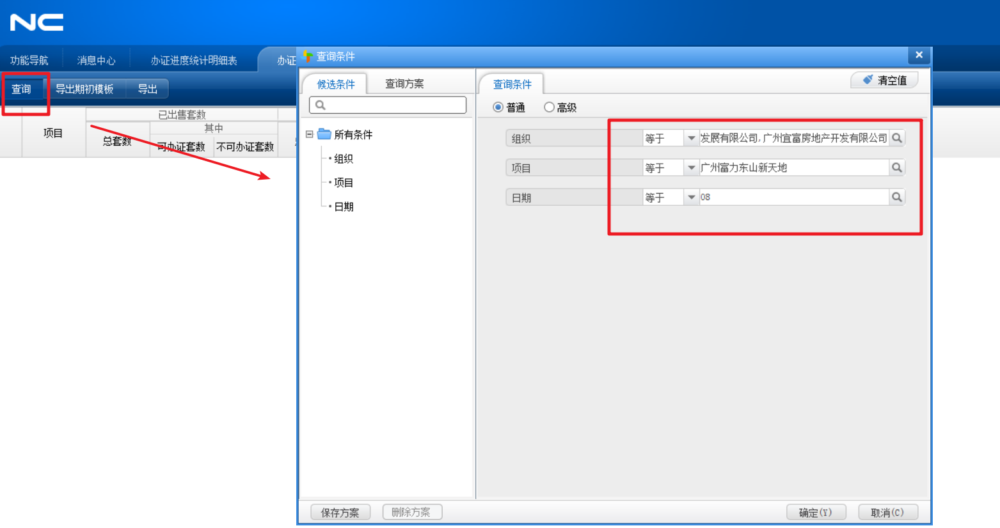 NC
功能导航 消息中心 办证进度统计明细表 办证
查询 导出期初模板 导出
项目
已出售套数
总套数
其中
可办证套数 不可办证套数
查询条件
候选条件 查询方案
所有条件
组织
项目
日期
查询条件
清空值
普通 高级
组织 等于 发展有限公司,广州宜富房地产开发有限公司
项目 等于 广州富力东山新天地
日期 等于 08
保存方案 删除方案 确定(Y) 取消(C)